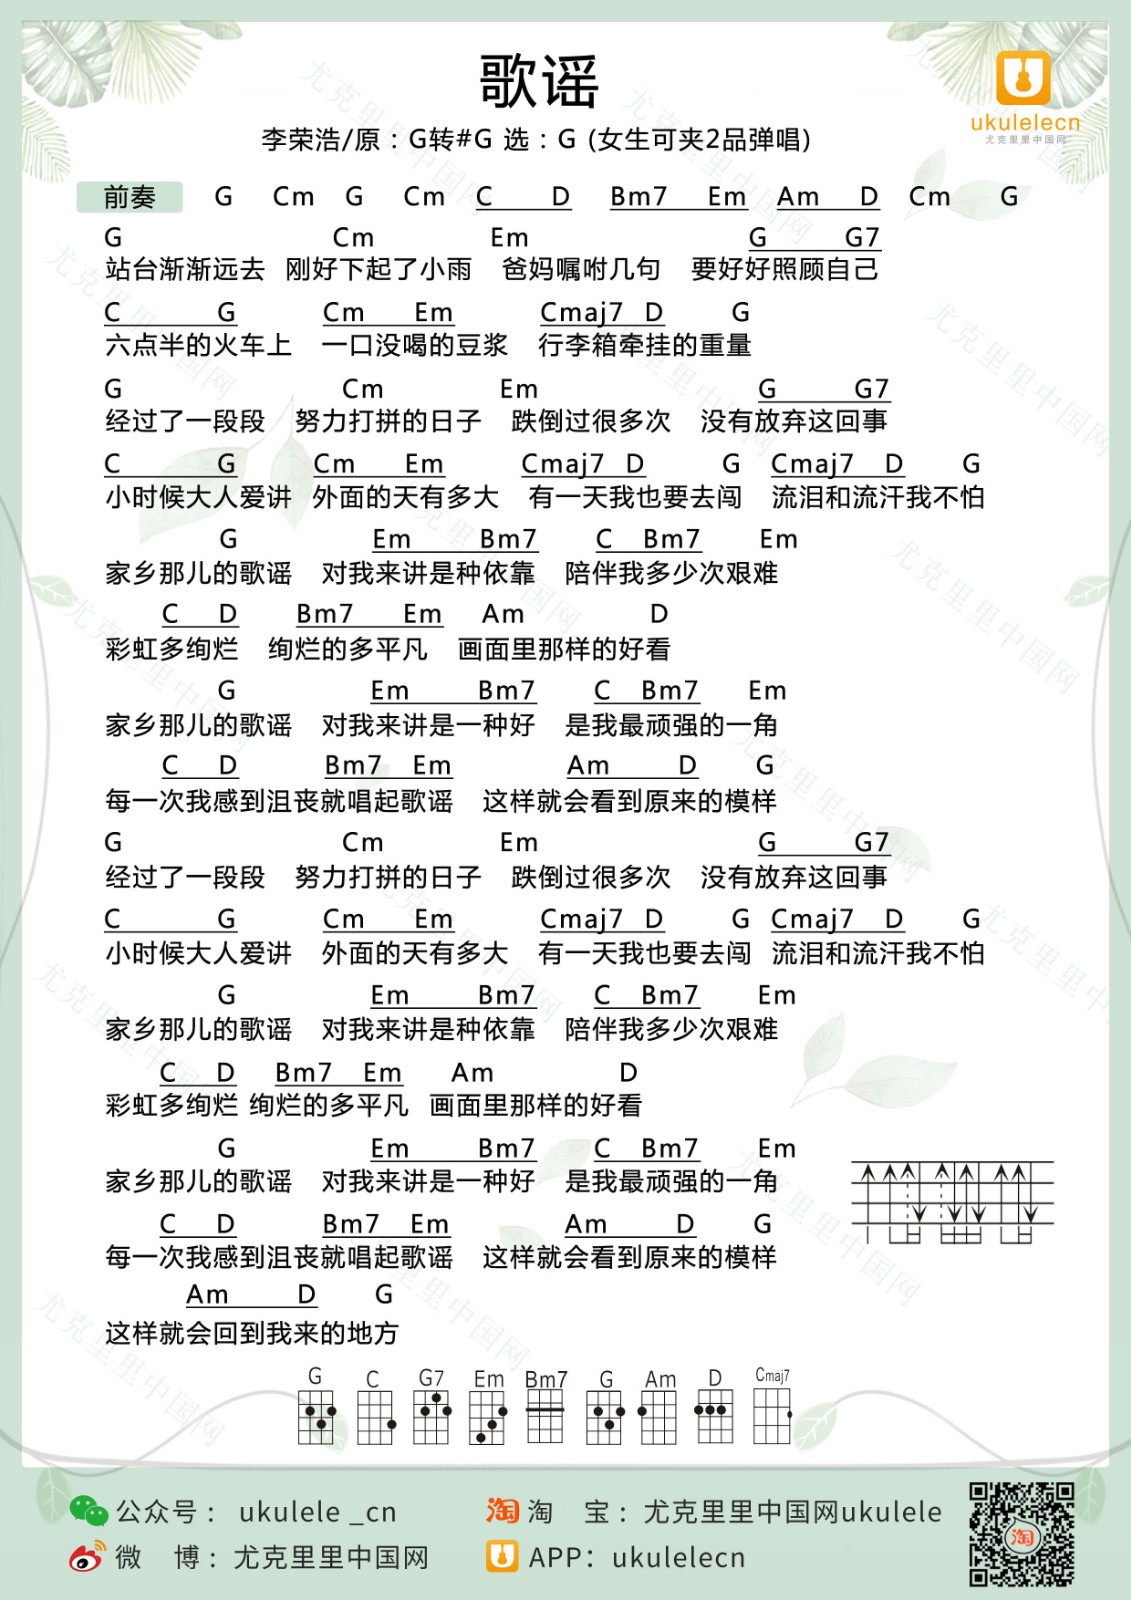 歌谣
李荣浩/原：G转#G 选：G (女生可夹2品弹唱)
ukulelecn
尤克里里中国网
前奏 G Cm G Cm C D Bm7 Em Am D Cm G
G Cm Em G G7
站台渐渐远去 刚好下起了小雨 爸妈嘱咐几句 要好好照顾自己
C G Cm Em Cmaj7 D G
六点半的火车上 一口没喝的豆浆 行李箱牵挂的重量
G Cm Em G G7
经过了一段段 努力打拼的日子 跌倒过很多次 没有放弃这回事
C G Cm Em Cmaj7 D G Cmaj7 D G
小时候大人爱讲 外面的天有多大 有一天我也要去闯 流泪和流汗我不怕
G Em Bm7 C Bm7 Em
家乡那儿的歌谣 对我来讲是种依靠 陪伴我多少次艰难
C D Bm7 Em Am D
彩虹多绚烂 绚烂的多平凡 画面里那样的好看
G Em Bm7 C Bm7 Em
家乡那儿的歌谣 对我来讲是一种好 是我最顽强的一角
C D Bm7 Em Am D G
每一次我感到沮丧就唱起歌谣 这样就会看到原来的模样
G Cm Em G G7
经过了一段段 努力打拼的日子 跌倒过很多次 没有放弃这回事
C G Cm Em Cmaj7 D G Cmaj7 D G
小时候大人爱讲 外面的天有多大 有一天我也要去闯 流泪和流汗我不怕
G Em Bm7 C Bm7 Em
家乡那儿的歌谣 对我来讲是种依靠 陪伴我多少次艰难
C D Bm7 Em Am D
彩虹多绚烂 绚烂的多平凡 画面里那样的好看
G Em Bm7 C Bm7 Em
家乡那儿的歌谣 对我来讲是一种好 是我最顽强的一角
C D Bm7 Em Am D G
每一次我感到沮丧就唱起歌谣 这样就会看到原来的模样
Am D G
这样就会回到我来的地方
G C G7 Em Bm7 G Am D Cmaj7
公众号： ukulele _cn
淘 淘 宝：尤克里里中国网ukulele
微 博：尤克里里中国网
APP：ukulelecn
淘